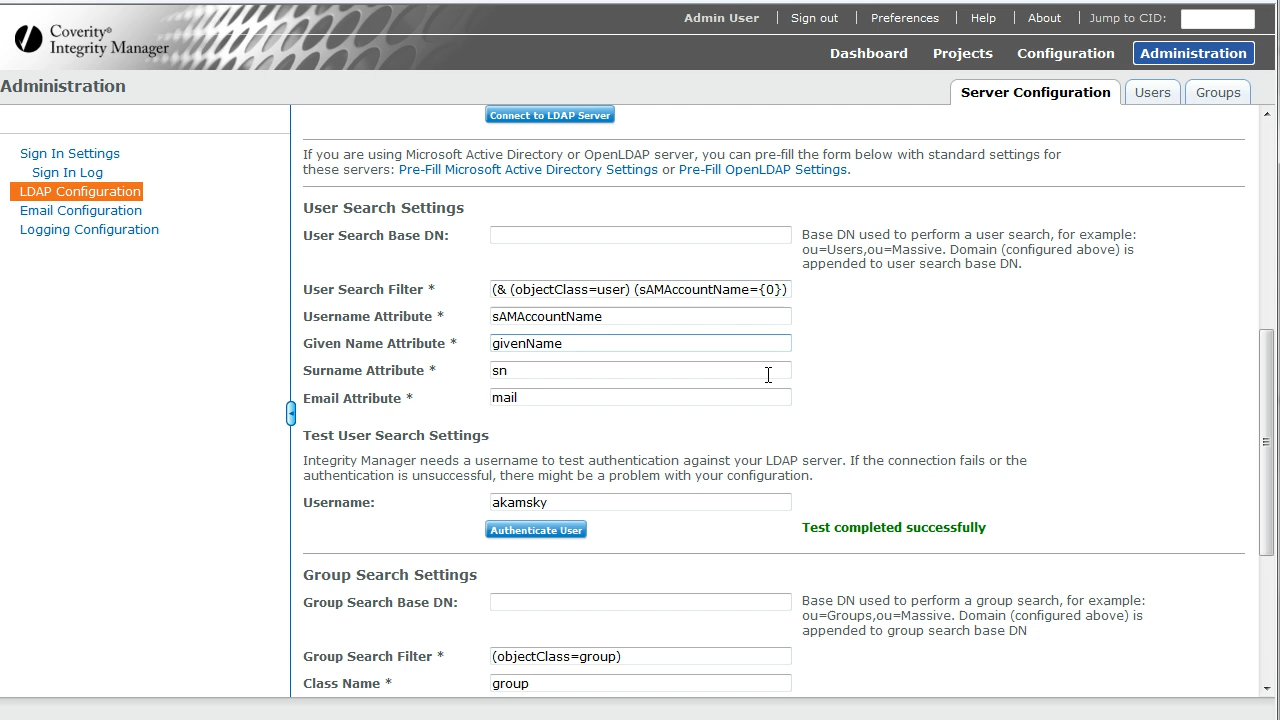 Admin User
Sign out
Preferences
Help
About
Jump to CID:
Coverity®
Integrity Manager
Dashboard
Projects
Configuration
Administration
Administration
Server Configuration
Users
Groups
Sign In Settings
Sign In Log
LDAP Configuration
Email Configuration
Logging Configuration
Connect to LDAP Server
If you are using Microsoft Active Directory or OpenLDAP server, you can pre-fill the form below with standard settings for
these servers: Pre-Fill Microsoft Active Directory Settings or Pre-Fill OpenLDAP Settings.
User Search Settings
User Search Base DN:
Base DN used to perform a user search, for example:
ou=Users,ou=Massive. Domain (configured above) is
appended to user search base DN.
User Search Filter *
(& (objectClass=user) (sAMAccountName={0})
Username Attribute *
sAMAccountName
Given Name Attribute *
givenName
Surname Attribute *
sn
Email Attribute *
mail
Test User Search Settings
Integrity Manager needs a username to test authentication against your LDAP server. If the connection fails or the
authentication is unsuccessful, there might be a problem with your configuration.
Username:
akamsky
Authenticate User
Test completed successfully
Group Search Settings
Group Search Base DN:
Base DN used to perform a group search, for example:
ou=Groups,ou=Massive. Domain (configured above) is
appended to group search base DN
Group Search Filter *
(objectClass=group)
Class Name *
group